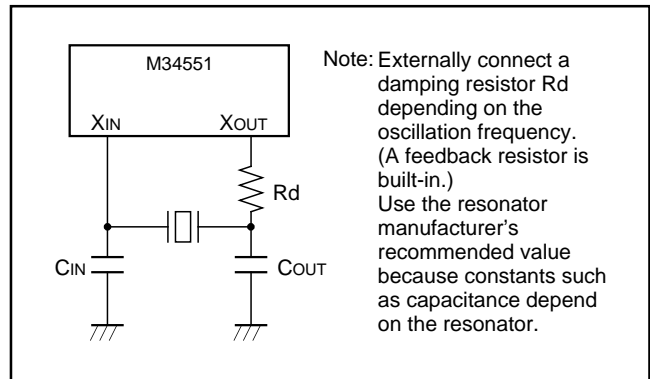 M34551
XIN
XOUT
Rd
CIN
COUT
Note: Externally connect a
damping resistor Rd
depending on the
oscillation frequency.
(A feedback resistor is
built-in.)
Use the resonator
manufacturer's
recommended value
because constants such
as capacitance depend
on the resonator.